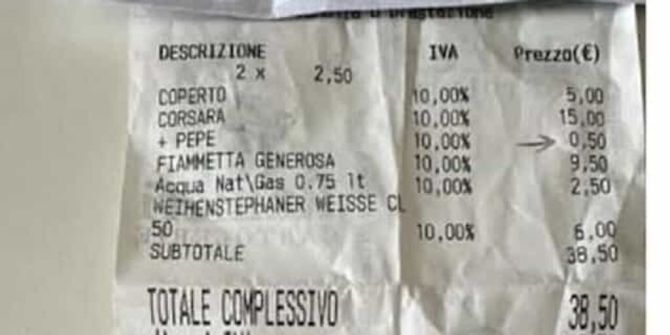 DESCRIZIONE IVA Prezzo(€)
2 x 2,50
COPERTO 10,00% 5,00
CORSARA 10,00% 15,00
+ PEPE 10,00% → 0,50
FIAMMETTA GENEROSA 10,00% 9,50
Acqua Nat\Gas 0.75 lt 10,00% 2,50
WEIHENSTEPHANER WEISSE CL
50 10,00% 6,00
SUBTOTALE 38,50
TOTALE COMPLESSIVO 38,50